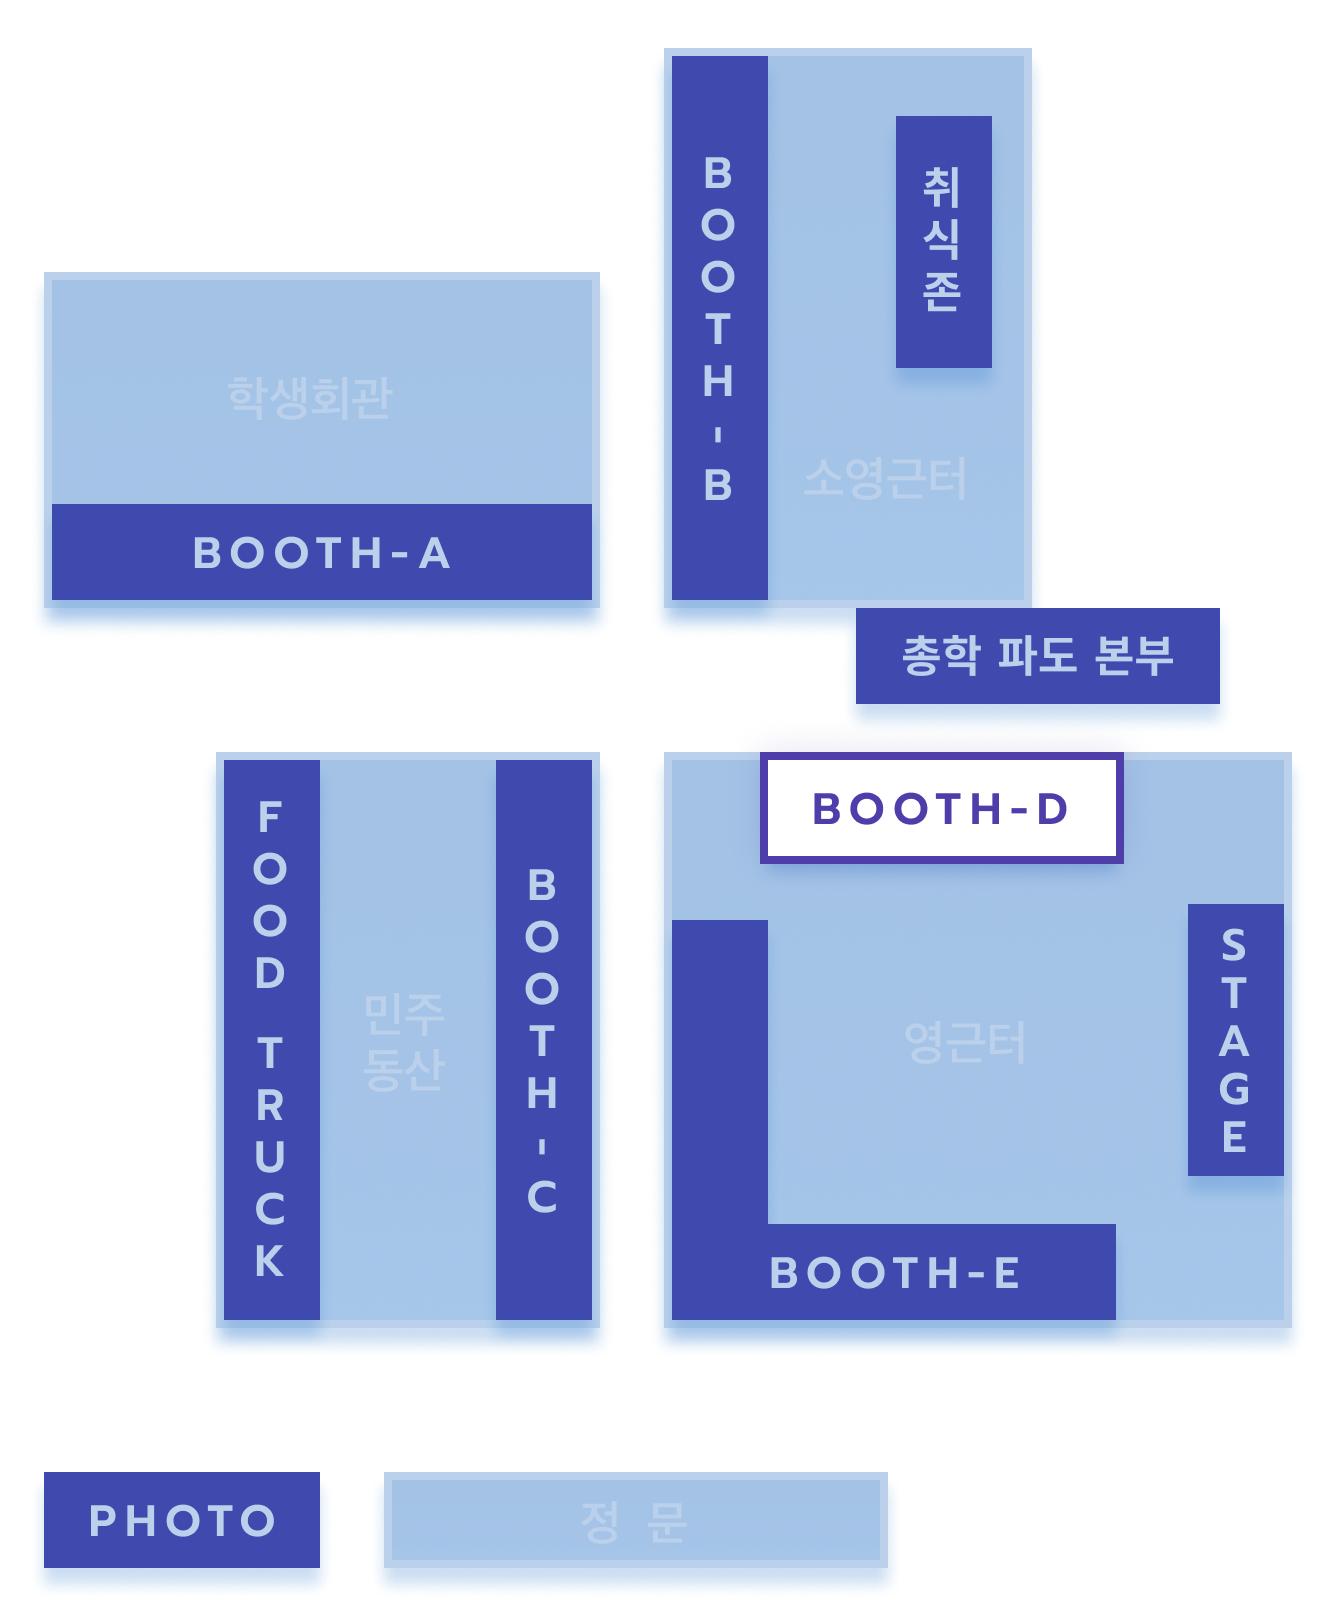 BOOTH-B
취식존
학생회관
소영근터
BOOTH-A
총학 파도 본부
FOOD TRUCK
민주
동산
BOOTH-C
BOOTH-D
영근터
STAGE
BOOTH-E
PHOTO
정 문